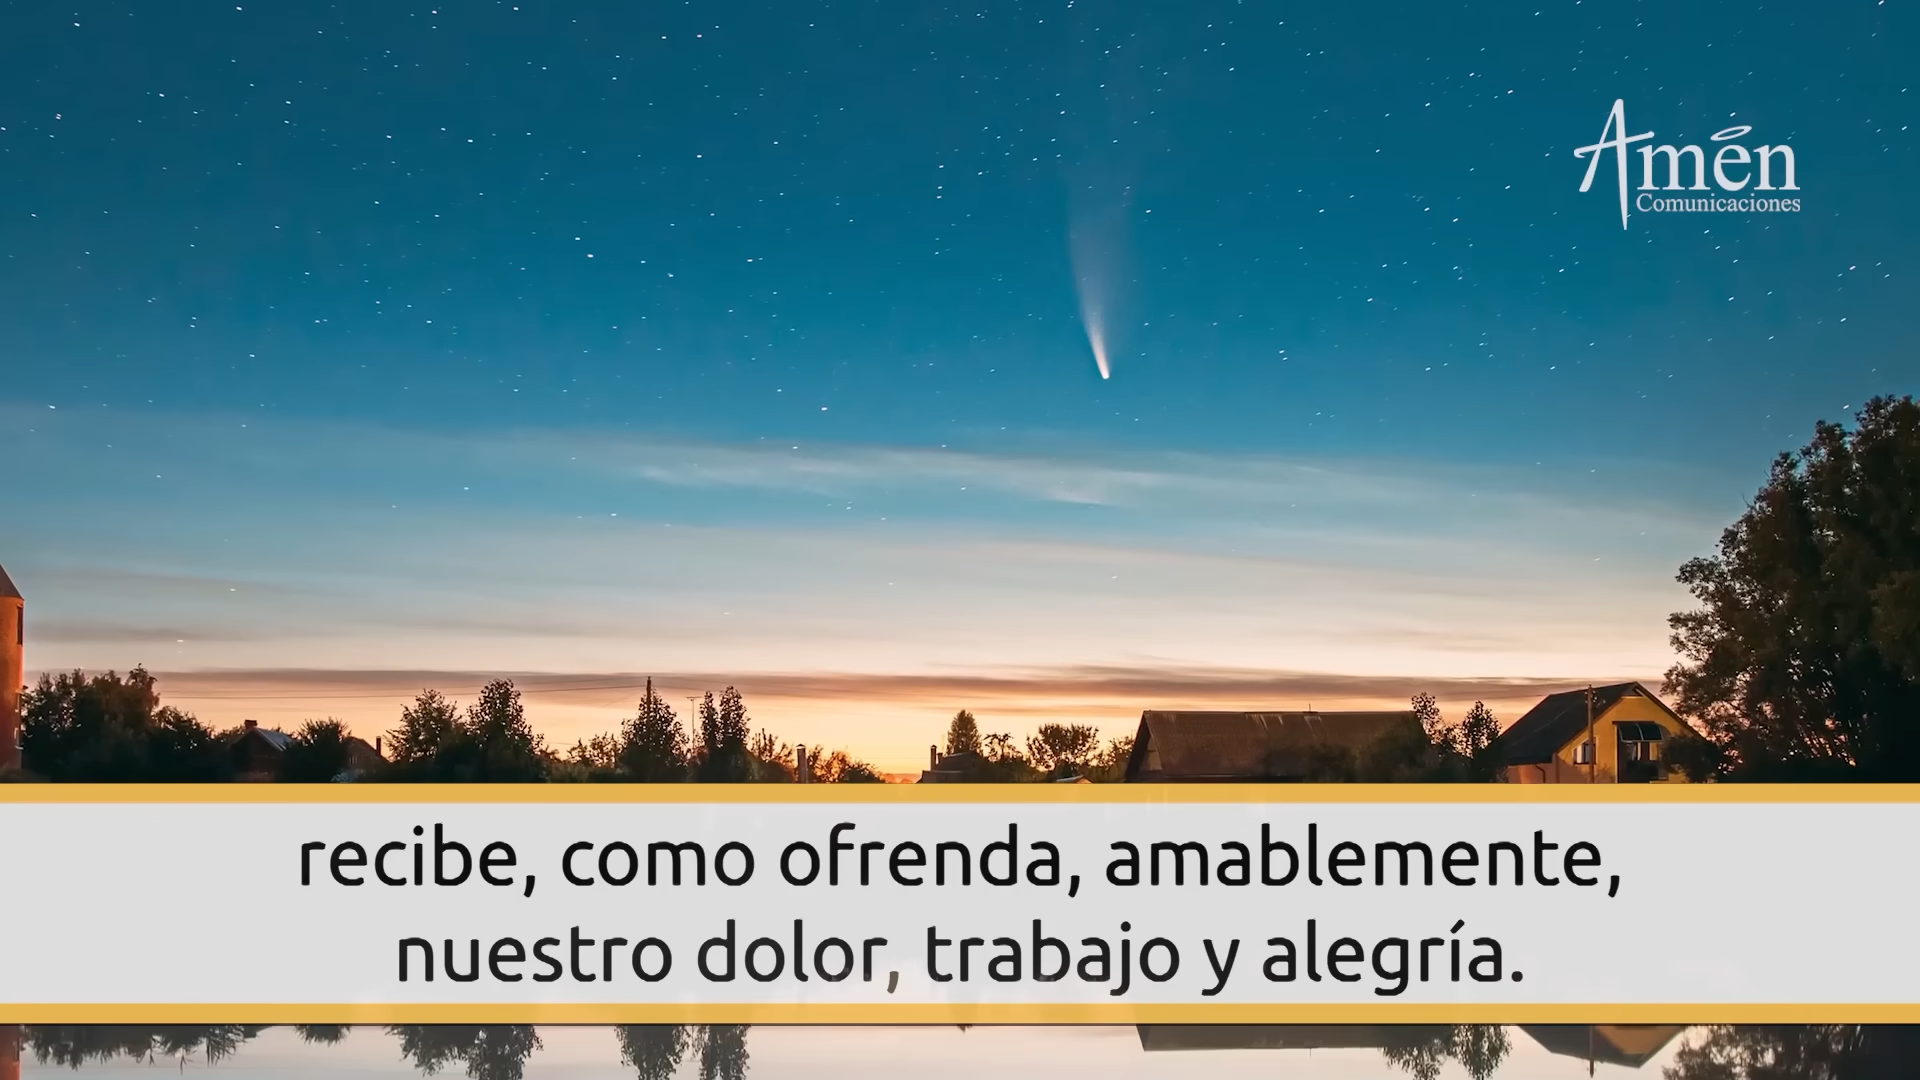 Amén
Comunicaciones
recibe, como ofrenda, amablemente,
nuestro dolor, trabajo y alegría.